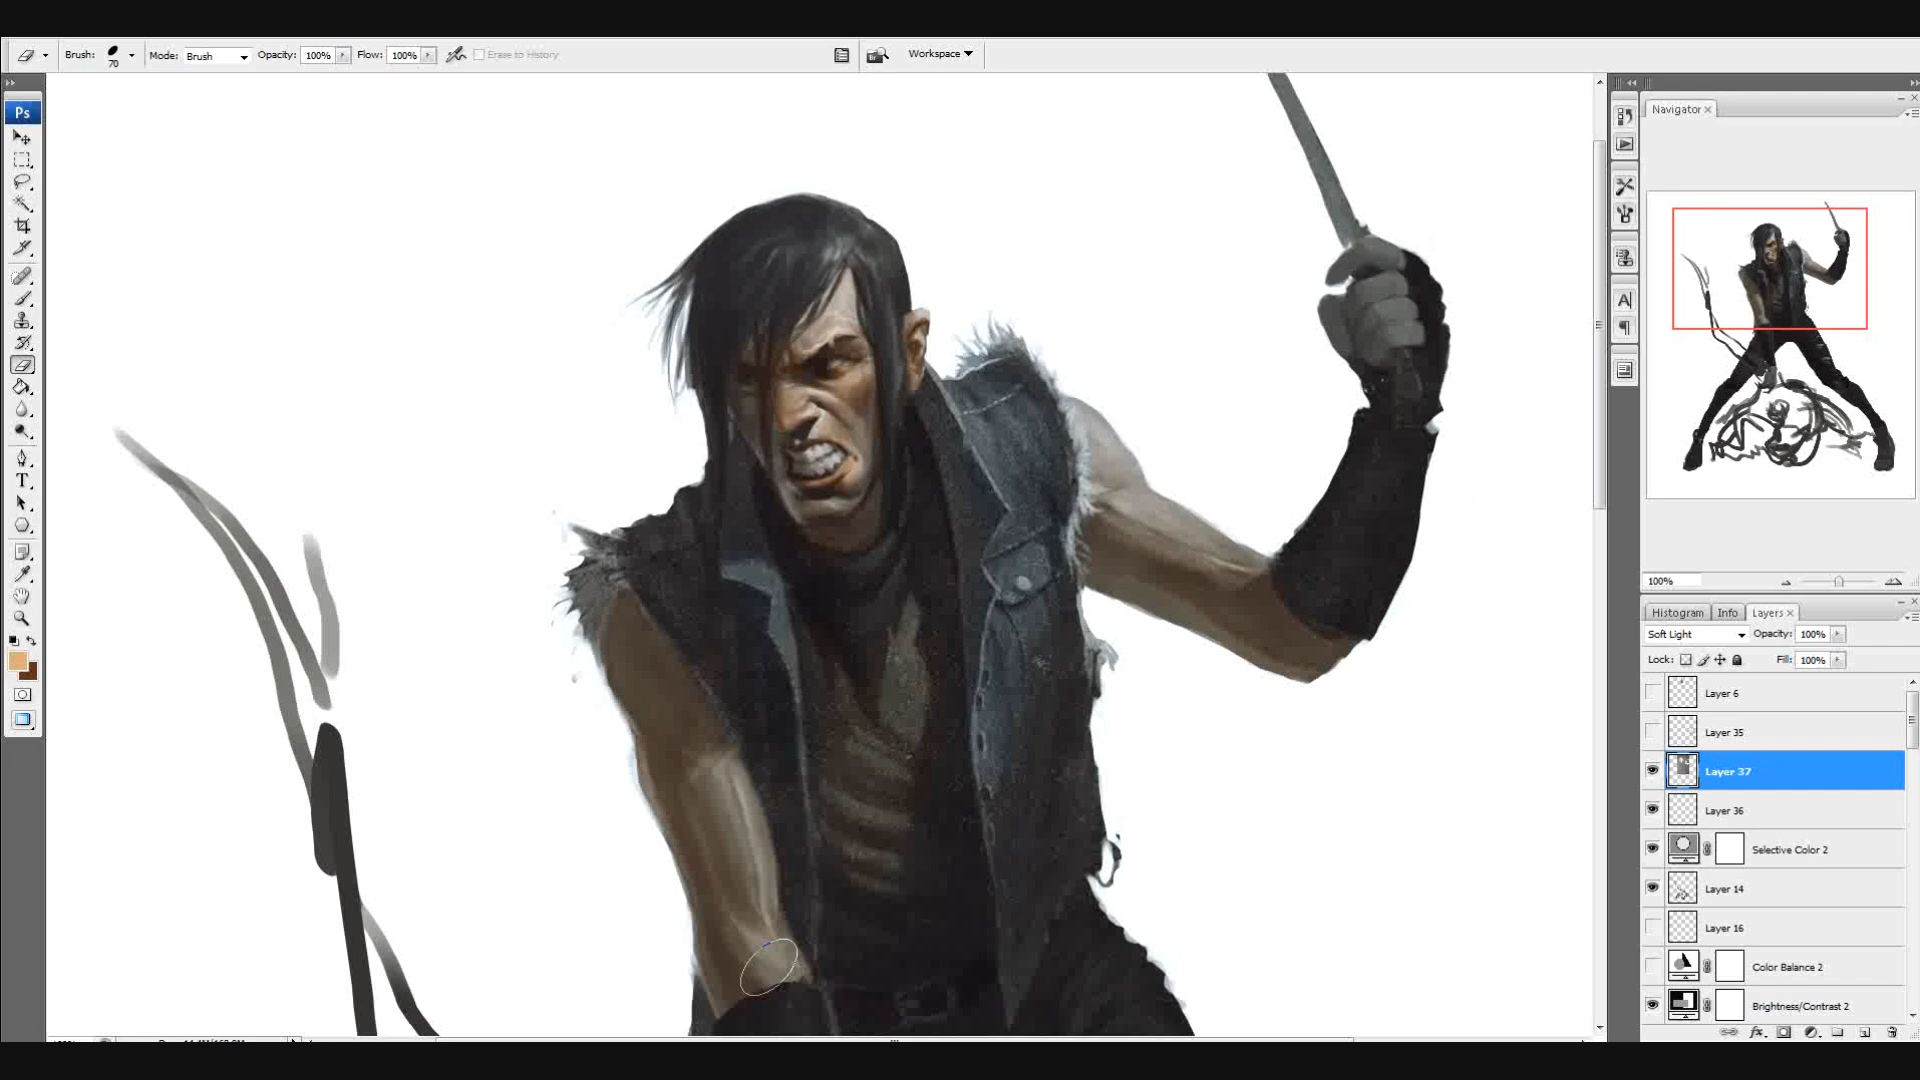 Brush: 70 Mode: Brush Opacity: 100% Flow: 100% Erase to History Workspace
Ps
T
A
Navigator
100%
Histogram Info Layers
Soft Light Opacity: 100%
Lock: Fill: 100%
Layer 6
Layer 35
Layer 37
Layer 36
Selective Color 2
Layer 14
Layer 16
Color Balance 2
Brightness/Contrast 2
fx